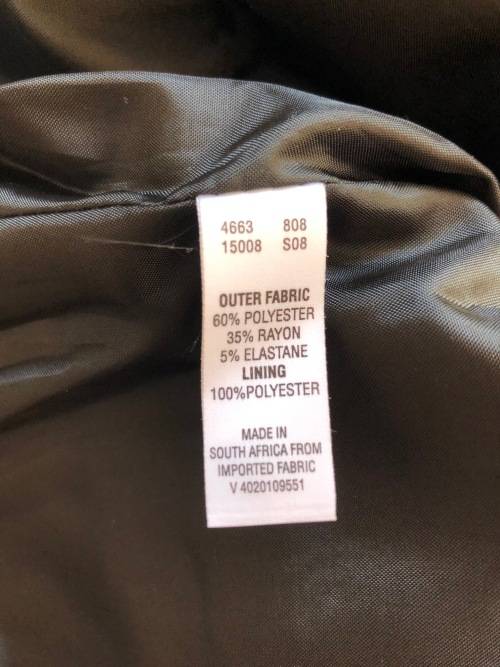 4663 808
15008 S08
OUTER FABRIC
60% POLYESTER
35% RAYON
5% ELASTANE
LINING
100%POLYESTER
MADE IN
SOUTH AFRICA FROM
IMPORTED FABRIC
V 4020109551